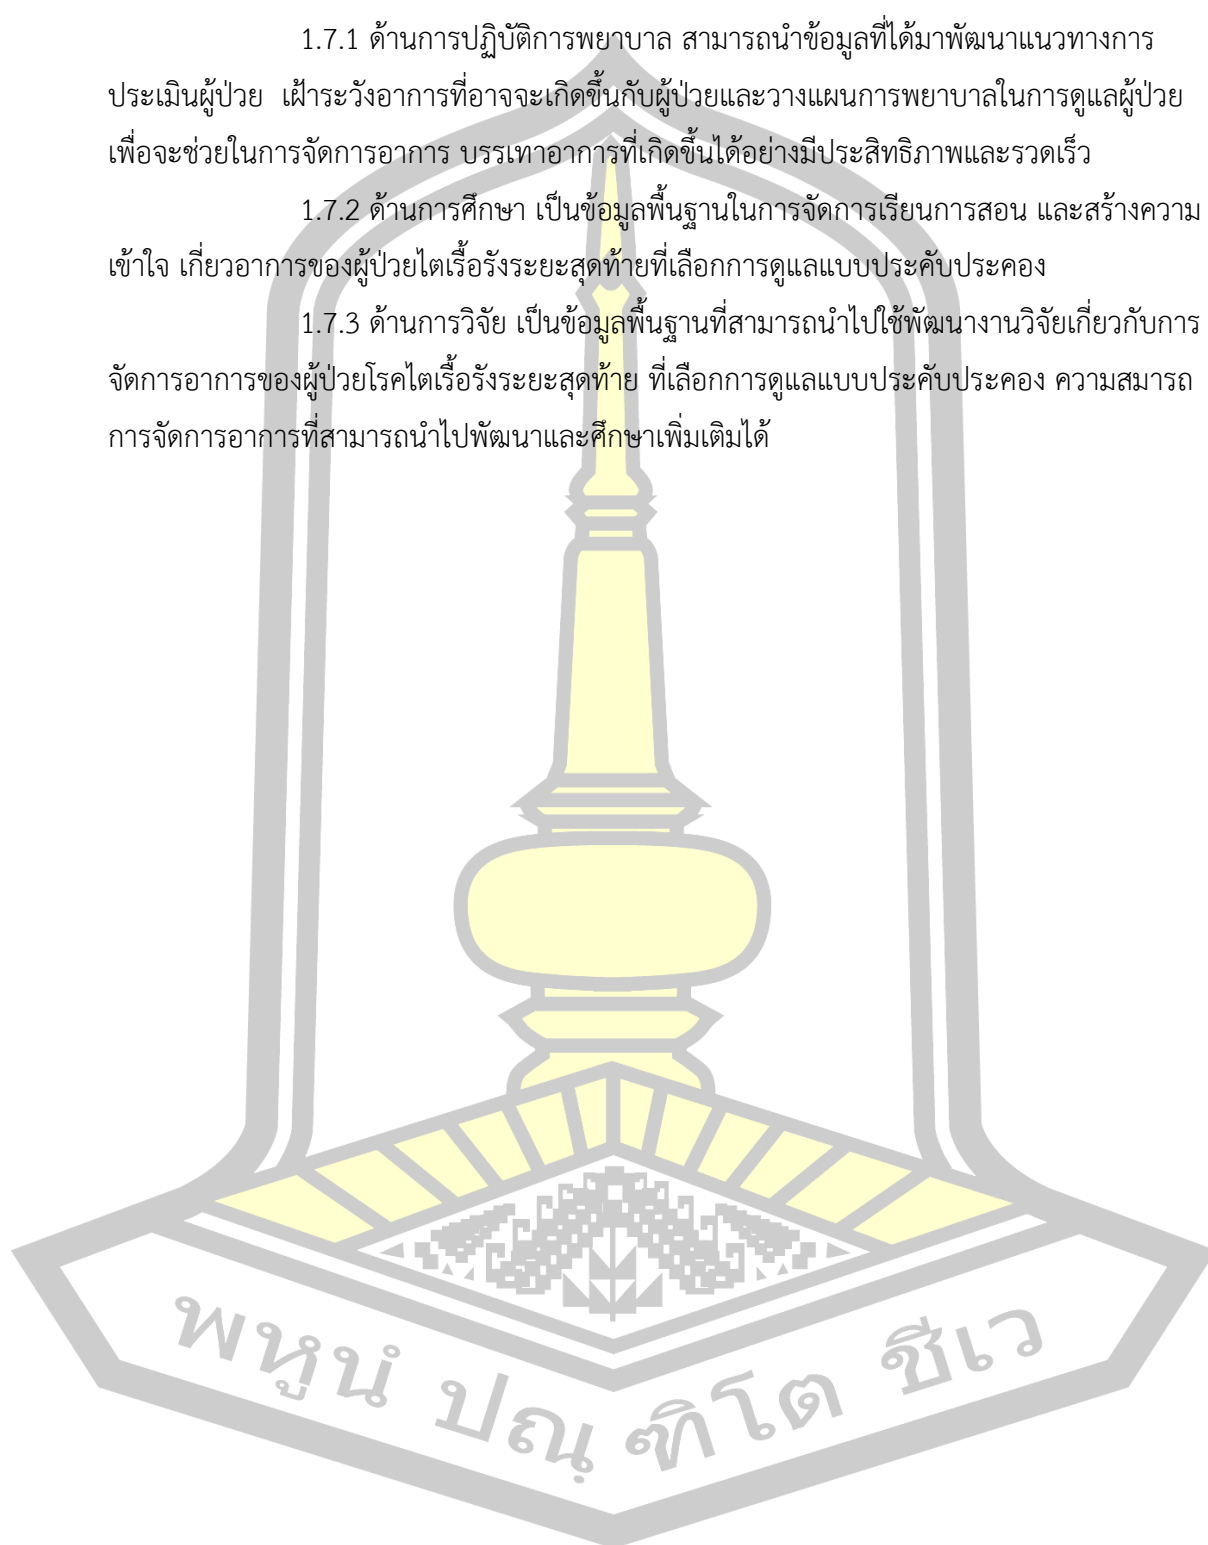 1.7.1 ด้านการปฏิบัติการพยาบาล สามารถนำข้อมูลที่ได้มาพัฒนาแนวทางการ
ประเมินผู้ป่วย เฝ้าระวังอาการที่อาจจะเกิดขึ้นกับผู้ป่วยและวางแผนการพยาบาลในการดูแลผู้ป่วย
เพื่อจะช่วยในการจัดการอาการ บรรเทาอาการที่เกิดขึ้นได้อย่างมีประสิทธิภาพและรวดเร็ว
1.7.2 ด้านการศึกษา เป็นข้อมูลพื้นฐานในการจัดการเรียนการสอน และสร้างความ
เข้าใจ เกี่ยวอาการของผู้ป่วยไตเรื้อรังระยะสุดท้ายที่เลือกการดูแลแบบประคับประคอง
1.7.3 ด้านการวิจัย เป็นข้อมูลพื้นฐานที่สามารถนำไปใช้พัฒนางานวิจัยเกี่ยวกับการ
จัดการอาการของผู้ป่วยโรคไตเรื้อรังระยะสุดท้าย ที่เลือกการดูแลแบบประคับประคอง ความสมารถ
การจัดการอาการที่สามารถนำไปพัฒนาและศึกษาเพิ่มเติมได้
พหูนํ ปณฺฑิโต ชีเว